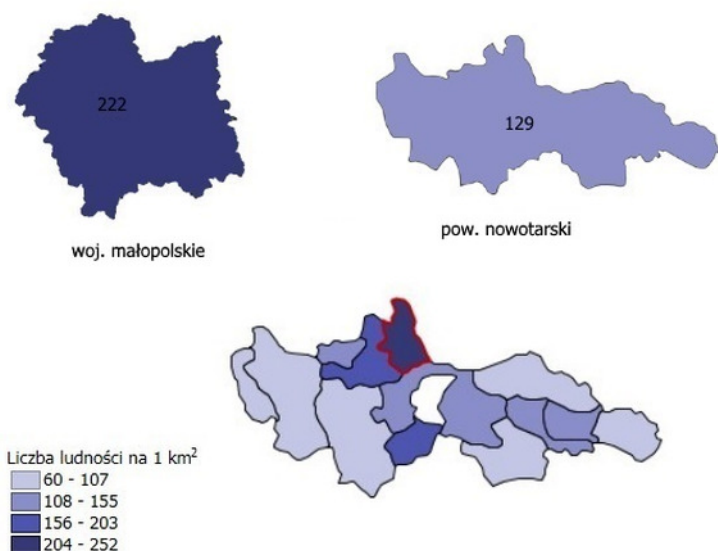 222
129
woj. małopolskie
pow. nowotarski
Liczba ludności na 1 km²
60 - 107
108 - 155
156 - 203
204 - 252